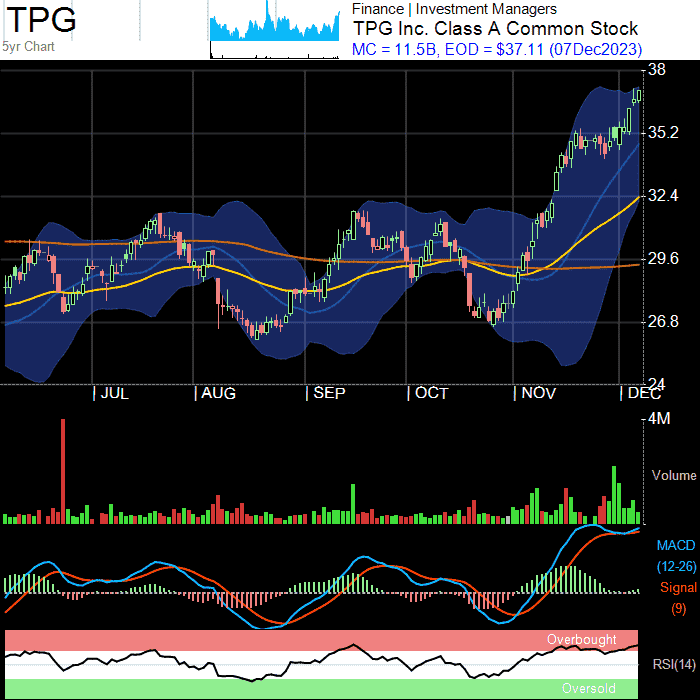 TPG
5yr Chart
Finance | Investment Managers
TPG Inc. Class A Common Stock
MC = 11.5B, EOD = $37.11 (07Dec2023)
38
35.2
32.4
29.6
26.8
24
JUL AUG SEP OCT NOV DEC
4M
Volume
MACD
(12-26)
Signal
(9)
Overbought
RSI(14)
Oversold